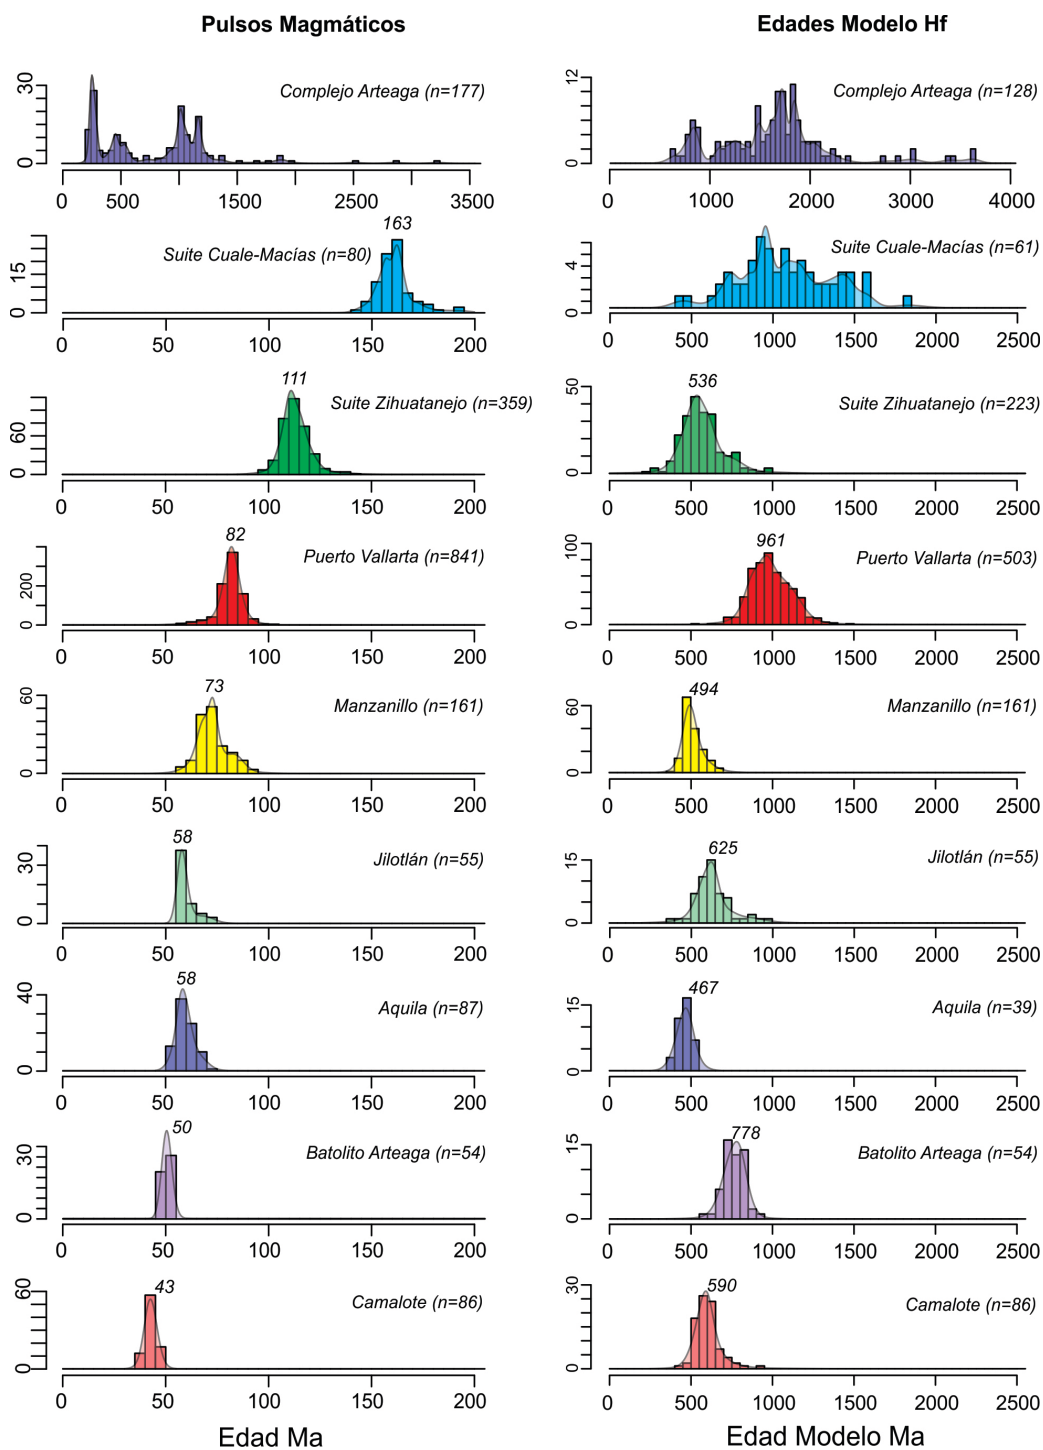 Pulsos Magmáticos
Edades Modelo Hf
Complejo Arteaga (n=177)
30
0
0 500 1500 2500 3500
Complejo Arteaga (n=128)
12
0
0 1000 2000 3000 4000
163
Suite Cuale-Macías (n=80)
15
0
0 50 100 150 200
Suite Cuale-Macías (n=61)
4
0
0 500 1000 1500 2000 2500
111
Suite Zihuatanejo (n=359)
60
0
0 50 100 150 200
536
Suite Zihuatanejo (n=223)
50
0
0 500 1000 1500 2000 2500
82
Puerto Vallarta (n=841)
200
0
0 50 100 150 200
961
Puerto Vallarta (n=503)
100
0
0 500 1000 1500 2000 2500
73
Manzanillo (n=161)
60
0
0 50 100 150 200
494
Manzanillo (n=161)
60
0
0 500 1000 1500 2000 2500
58
Jilotlán (n=55)
30
0
0 50 100 150 200
625
Jilotlán (n=55)
15
0
0 500 1000 1500 2000 2500
58
Aquila (n=87)
40
0
0 50 100 150 200
467
Aquila (n=39)
15
0
0 500 1000 1500 2000 2500
50
Batolito Arteaga (n=54)
30
0
0 50 100 150 200
778
Batolito Arteaga (n=54)
15
0
0 500 1000 1500 2000 2500
43
Camalote (n=86)
60
0
0 50 100 150 200
590
Camalote (n=86)
30
0
0 500 1000 1500 2000 2500
Edad Ma
Edad Modelo Ma